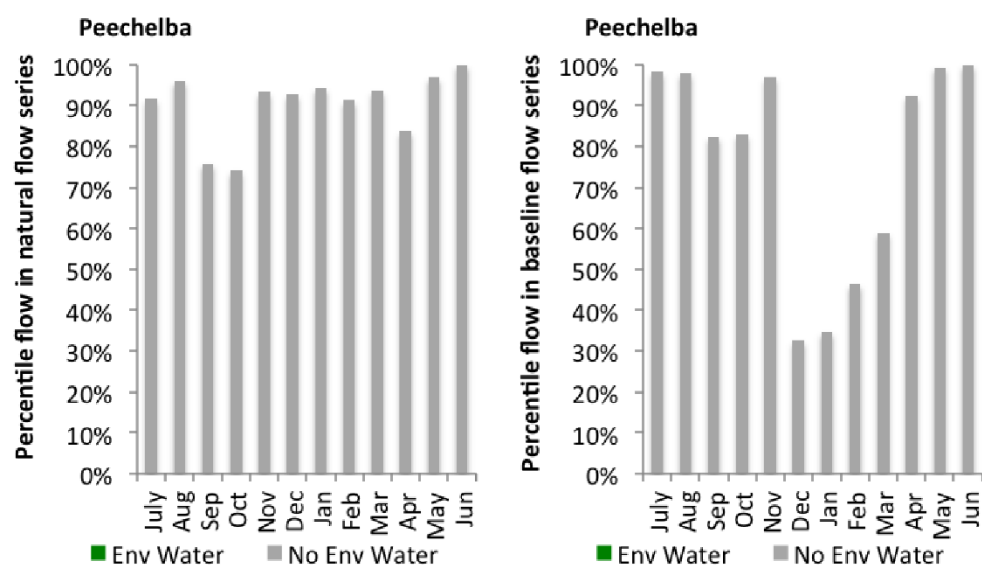 Peechelba
Percentile flow in natural flow series
100%
90%
80%
70%
60%
50%
40%
30%
20%
10%
0%
July Aug Sep Oct Nov Dec Jan Feb Mar Apr May Jun
Env Water No Env Water
Peechelba
Percentile flow in baseline flow series
100%
90%
80%
70%
60%
50%
40%
30%
20%
10%
0%
July Aug Sep Oct Nov Dec Jan Feb Mar Apr May Jun
Env Water No Env Water